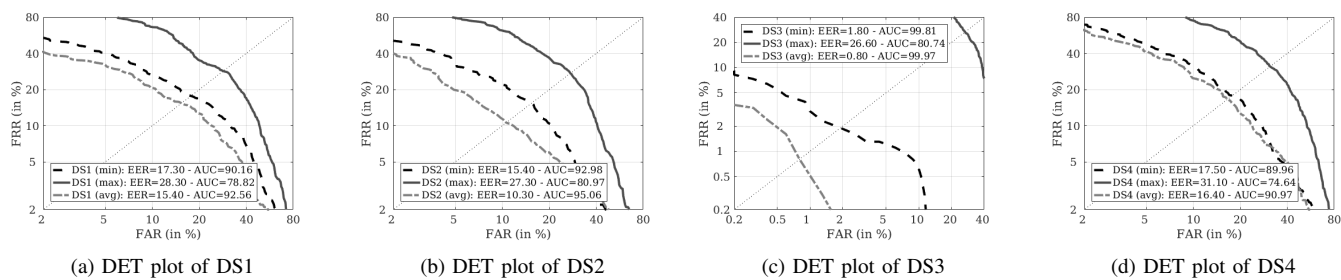 80
40
20
10
5
2
FRR (in %)
DS1 (min): EER=17.30 - AUC=90.16
DS1 (max): EER=28.30 - AUC=78.82
DS1 (avg): EER=15.40 - AUC=92.56
2 5 10 20 40 80
FAR (in %)
(a) DET plot of DS1
80
40
20
10
5
2
FRR (in %)
DS2 (min): EER=15.40 - AUC=92.98
DS2 (max): EER=27.30 - AUC=80.97
DS2 (avg): EER=10.30 - AUC=95.06
2 5 10 20 40 80
FAR (in %)
(b) DET plot of DS2
40
20
10
5
2
1
0.5
0.2
FRR (in %)
DS3 (min): EER=1.80 - AUC=99.81
DS3 (max): EER=26.60 - AUC=80.74
DS3 (avg): EER=0.80 - AUC=99.97
0.2 0.5 1 2 5 10 20 40
FAR (in %)
(c) DET plot of DS3
80
40
20
10
5
2
FRR (in %)
DS4 (min): EER=17.50 - AUC=89.96
DS4 (max): EER=31.10 - AUC=74.64
DS4 (avg): EER=16.40 - AUC=90.97
2 5 10 20 40 80
FAR (in %)
(d) DET plot of DS4